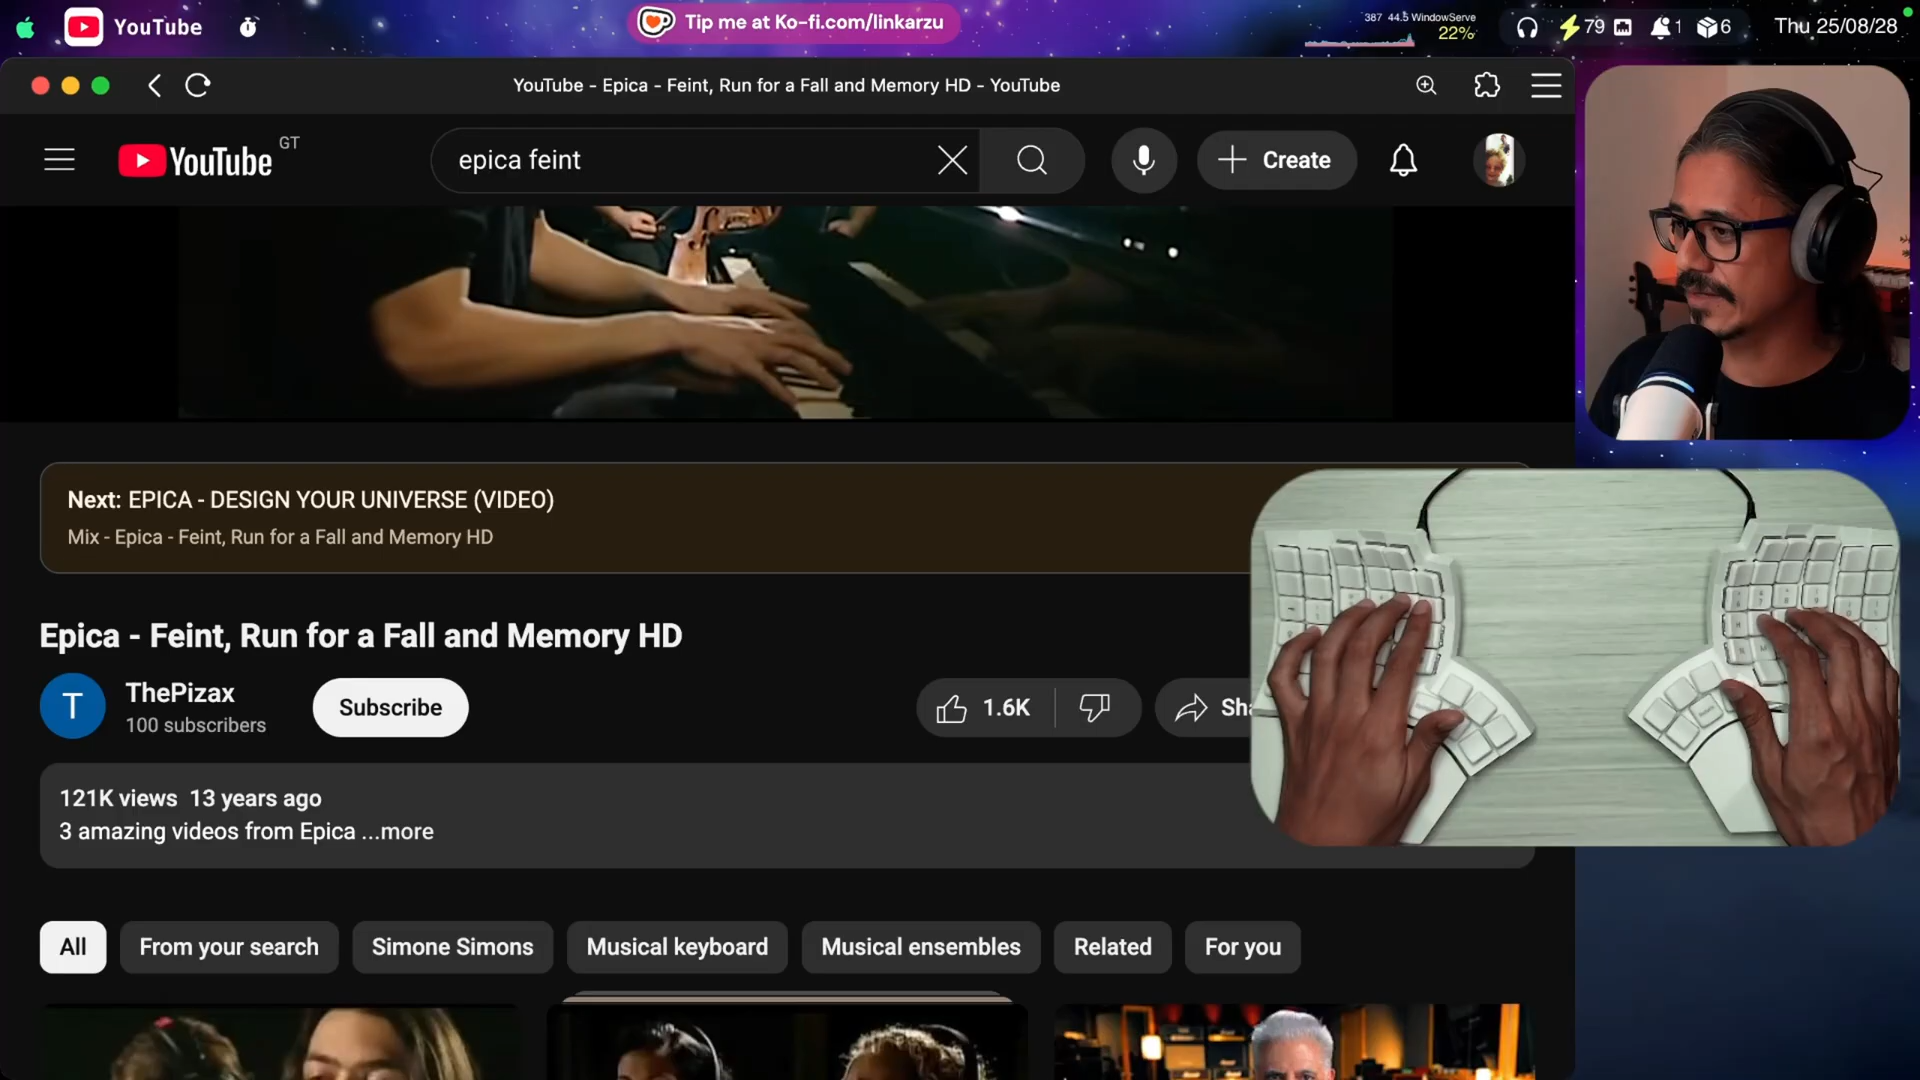 YouTube
Tip me at Ko-fi.com/linkarzu
387 44.5 WindowServe
22%
79
1
6
Thu 25/08/28
YouTube - Epica - Feint, Run for a Fall and Memory HD - YouTube
YouTube
GT
epica feint
Create
Next: EPICA - DESIGN YOUR UNIVERSE (VIDEO)
Mix - Epica - Feint, Run for a Fall and Memory HD
Epica - Feint, Run for a Fall and Memory HD
T
ThePizax
100 subscribers
Subscribe
1.6K
Sha
121K views 13 years ago
3 amazing videos from Epica ...more
All
From your search
Simone Simons
Musical keyboard
Musical ensembles
Related
For you